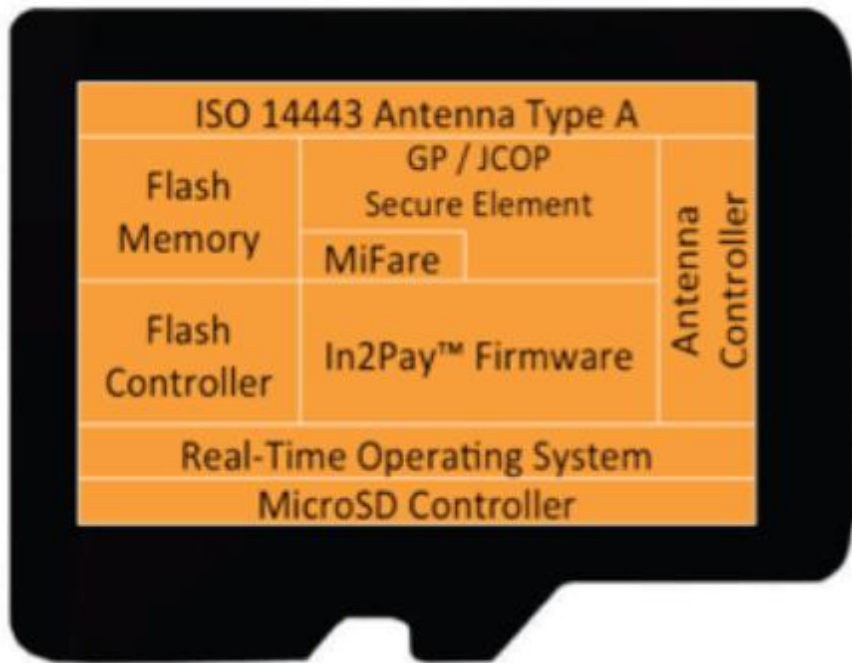 ISO 14443 Antenna Type A
Flash
Memory
GP / JCOP
Secure Element
MiFare
Antenna
Controller
Flash
Controller
In2Pay™ Firmware
Real-Time Operating System
MicroSD Controller